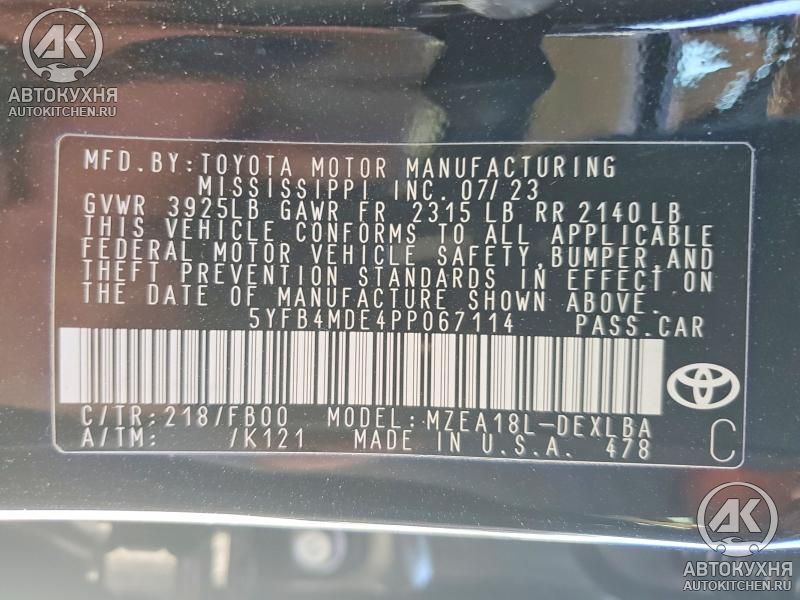 AK
АВТОКУХНЯ
AUTOKITCHEN.RU
MFD. BY: TOYOTA MOTOR MANUFACTURING
MISSISSIPPI INC. 07/23
GVWR 3925LB GAWR FR 2315 LB RR 2140 LB
THIS VEHICLE CONFORMS TO ALL APPLICABLE
FEDERAL MOTOR VEHICLE SAFETY, BUMPER, AND
THEFT PREVENTION STANDARDS IN EFFECT ON
THE DATE OF MANUFACTURE SHOWN ABOVE.
5YFB4MDE4PP067114 PASS. CAR
C/TR: 218/FB00 MODEL: MZEA18L-DEXLBA
A/TM: /K121 MADE IN U.S.A. 478 C
AK
АВТОКУХНЯ
AUTOKITCHEN.RU